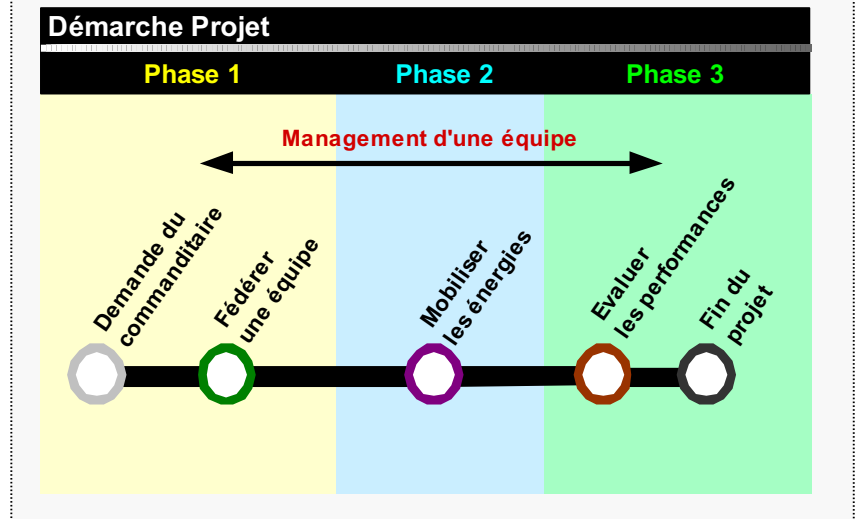 Démarche Projet
Phase 1
Phase 2
Phase 3
Management d'une équipe
Demande du
commanditaire
Fédérer
une équipe
Mobiliser
les énergies
Evaluer
les performances
Fin du
projet